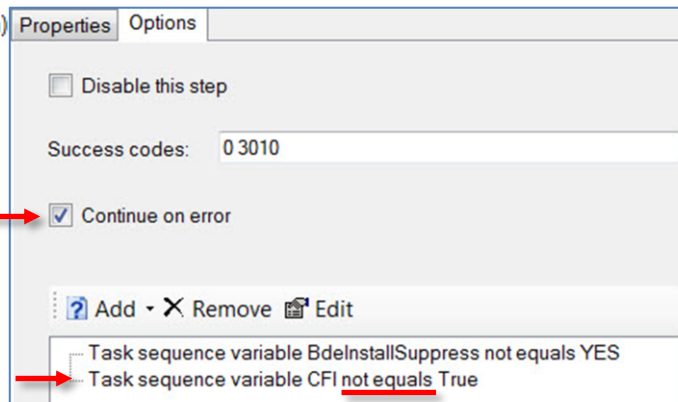 ) Properties Options
Disable this step
Success codes: 0 3010
Continue on error
Add Remove Edit
Task sequence variable BdeInstallSuppress not equals YES
Task sequence variable CFI not equals True